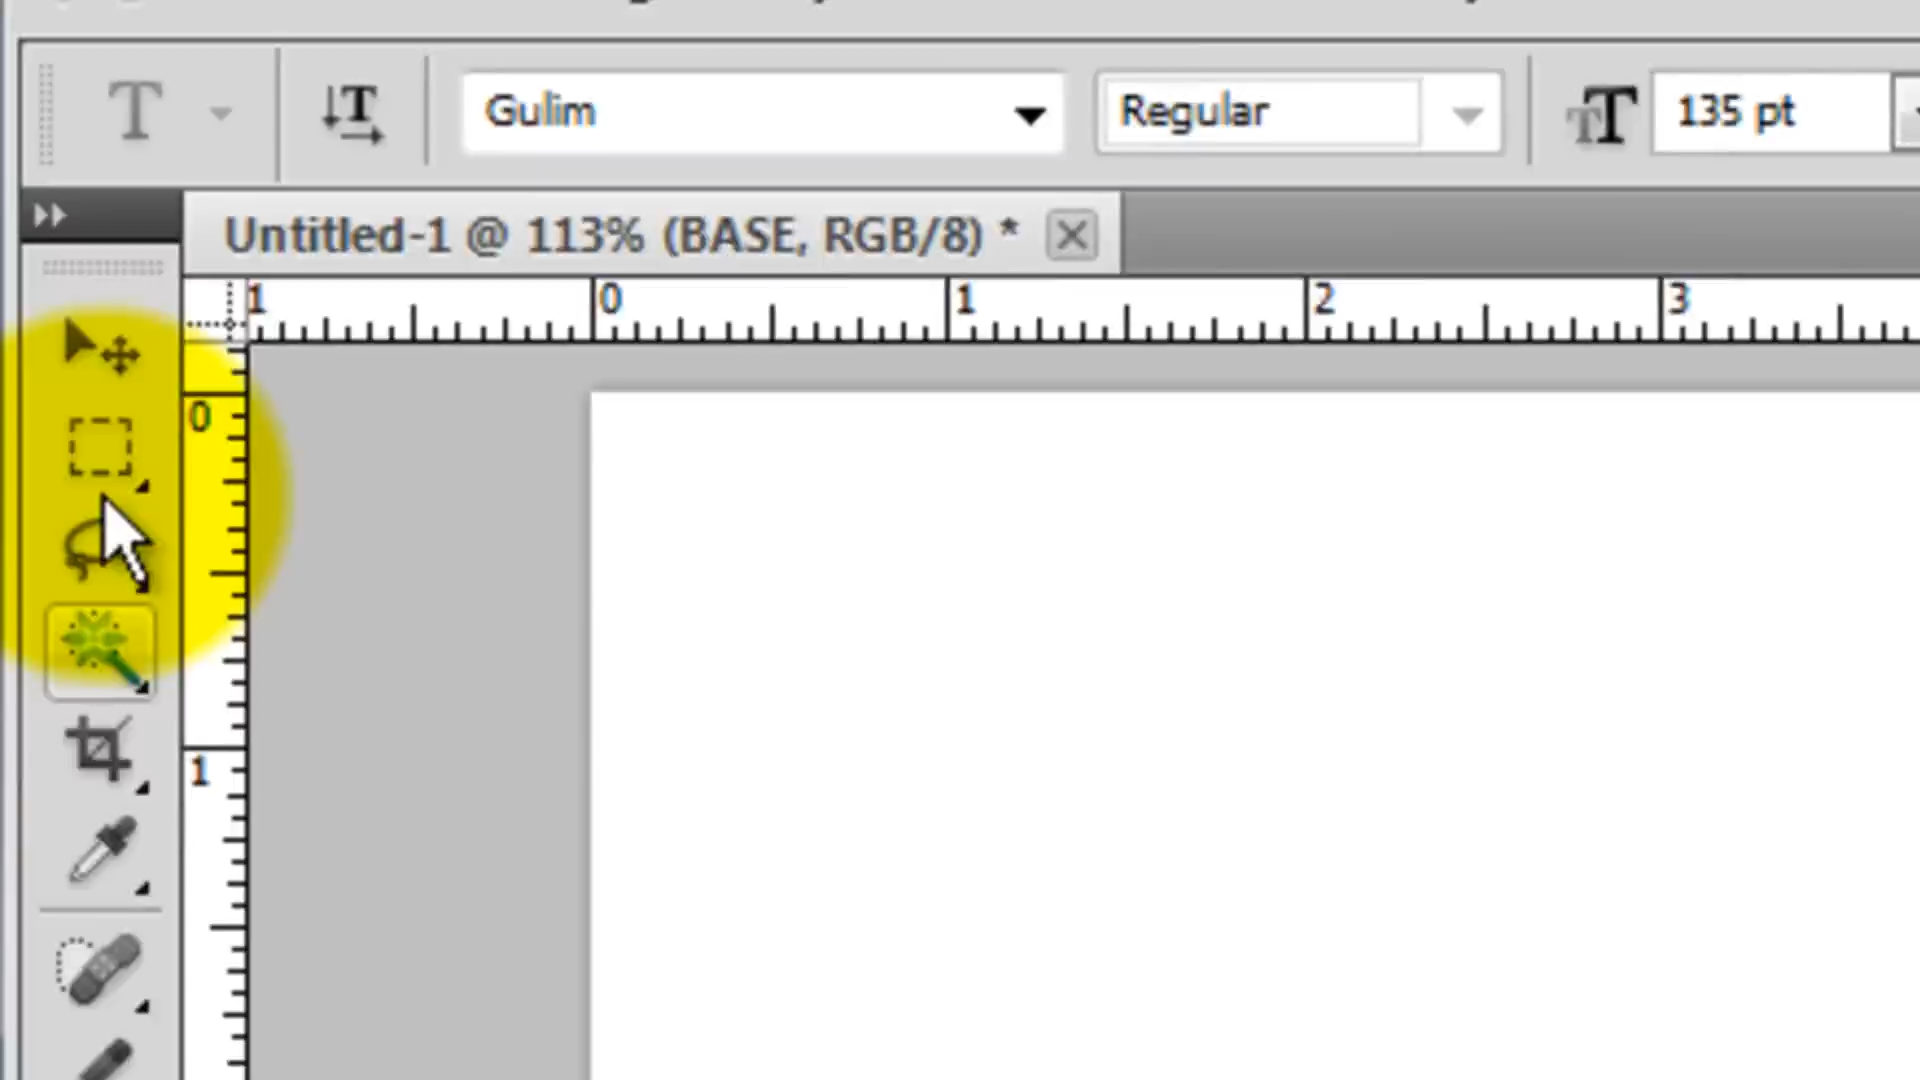 Gulim Regular 135 pt
Untitled-1 @ 113% (BASE, RGB/8) *
1 0 1 2 3
0
1